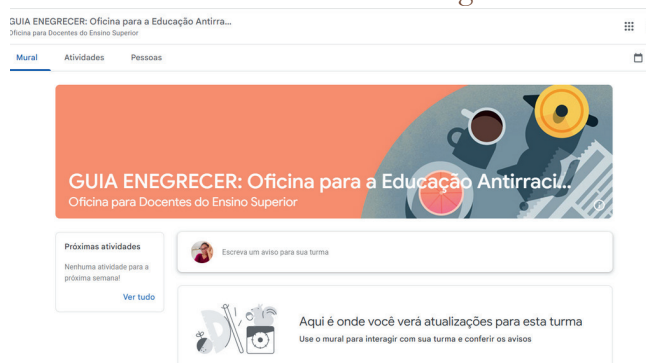 GUIA ENEGRECER: Oficina para a Educação Antirra...
Oficina para Docentes do Ensino Superior
Mural Atividades Pessoas
GUIA ENEGRECER: Oficina para a Educação Antirraci...
Oficina para Docentes do Ensino Superior
Próximas atividades
Nenhuma atividade para a
próxima semana!
Ver tudo
Escreva um aviso para sua turma
Aqui é onde você verá atualizações para esta turma
Use o mural para interagir com sua turma e conferir os avisos